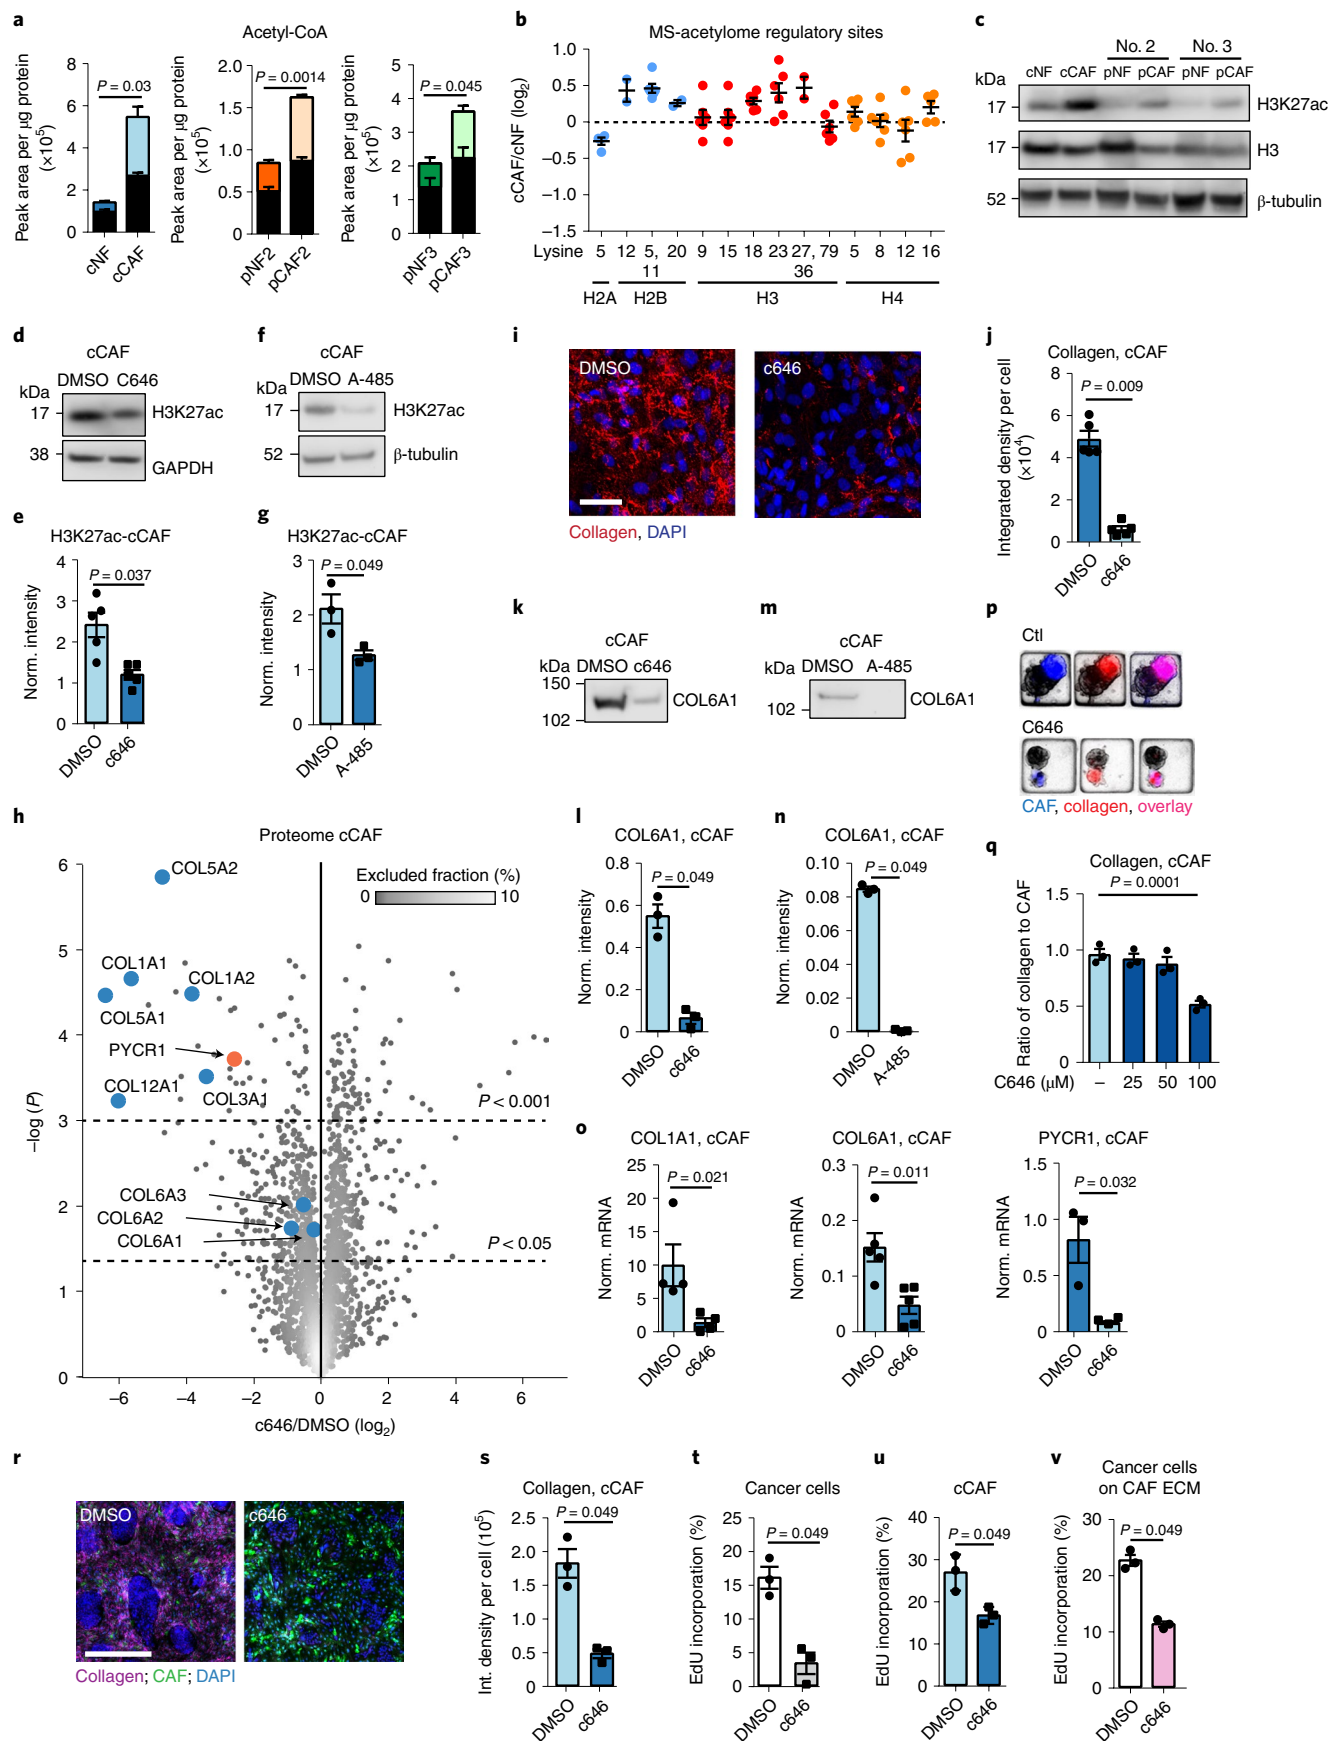 a
Acetyl-CoA
Peak area per µg protein
(×10⁵)
8
6
4
2
0
P = 0.03
cNF
cCAF
Peak area per µg protein
(×10⁵)
2.0
1.5
1.0
0.5
0
P = 0.0014
pNF2
pCAF2
Peak area per µg protein
(×10⁵)
5
4
3
2
1
0
P = 0.045
pNF3
pCAF3
b
MS-acetylome regulatory sites
cCAF/cNF (log₂)
1.0
0.5
0
−0.5
−1.0
−1.5
Lysine 5 12 5, 20 9 15 18 23 27, 79 5 8 12 16
11 36
H2A H2B H3 H4
c
No. 2 No. 3
kDa cNF cCAF pNF pCAF pNF pCAF
17 H3K27ac
17 H3
52 β-tubulin
d
cCAF
DMSO C646
kDa
17 H3K27ac
38 GAPDH
f
cCAF
DMSO A-485
kDa
17 H3K27ac
52 β-tubulin
e
H3K27ac-cCAF
Norm. intensity
4
3
2
1
0
P = 0.037
DMSO
c646
g
H3K27ac-cCAF
Norm. intensity
3
2
1
0
P = 0.049
DMSO
A-485
i
DMSO
c646
Collagen, DAPI
j
Collagen, cCAF
Integrated density per cell
(×10⁴)
8
6
4
2
0
P = 0.009
DMSO
c646
k
cCAF
kDa DMSO c646
150
102
COL6A1
m
cCAF
kDa DMSO A-485
102
COL6A1
p
Ctl
C646
CAF, collagen, overlay
h
Proteome cCAF
Excluded fraction (%)
0 10
−log (P)
6
5
4
3
2
1
0
COL5A2
COL1A1
COL1A2
COL5A1
PYCR1
COL12A1
COL3A1
P < 0.001
COL6A3
COL6A2
COL6A1
P < 0.05
−6 −4 −2 0 2 4 6
c646/DMSO (log₂)
l
COL6A1, cCAF
Norm. intensity
0.8
0.6
0.4
0.2
0
P = 0.049
DMSO
c646
n
COL6A1, cCAF
Norm. intensity
0.10
0.08
0.06
0.04
0.02
0
P = 0.049
DMSO
A-485
q
Collagen, cCAF
Ratio of collagen to CAF
1.5
1.0
0.5
0
P = 0.0001
C646 (µM) – 25 50 100
o
COL1A1, cCAF
Norm. mRNA
25
20
15
10
5
0
P = 0.021
DMSO
c646
COL6A1, cCAF
Norm. mRNA
0.3
0.2
0.1
0
P = 0.011
DMSO
c646
PYCR1, cCAF
Norm. mRNA
1.5
1.0
0.5
0
P = 0.032
DMSO
c646
r
DMSO
c646
Collagen; CAF; DAPI
s
Collagen, cCAF
Int. density per cell (10⁵)
2.5
2.0
1.5
1.0
0.5
0
P = 0.049
DMSO
c646
t
Cancer cells
EdU incorporation (%)
25
20
15
10
5
0
P = 0.049
DMSO
c646
u
cCAF
EdU incorporation (%)
40
30
20
10
0
P = 0.049
DMSO
c646
v
Cancer cells
on CAF ECM
EdU incorporation (%)
30
20
10
0
P = 0.049
DMSO
c646